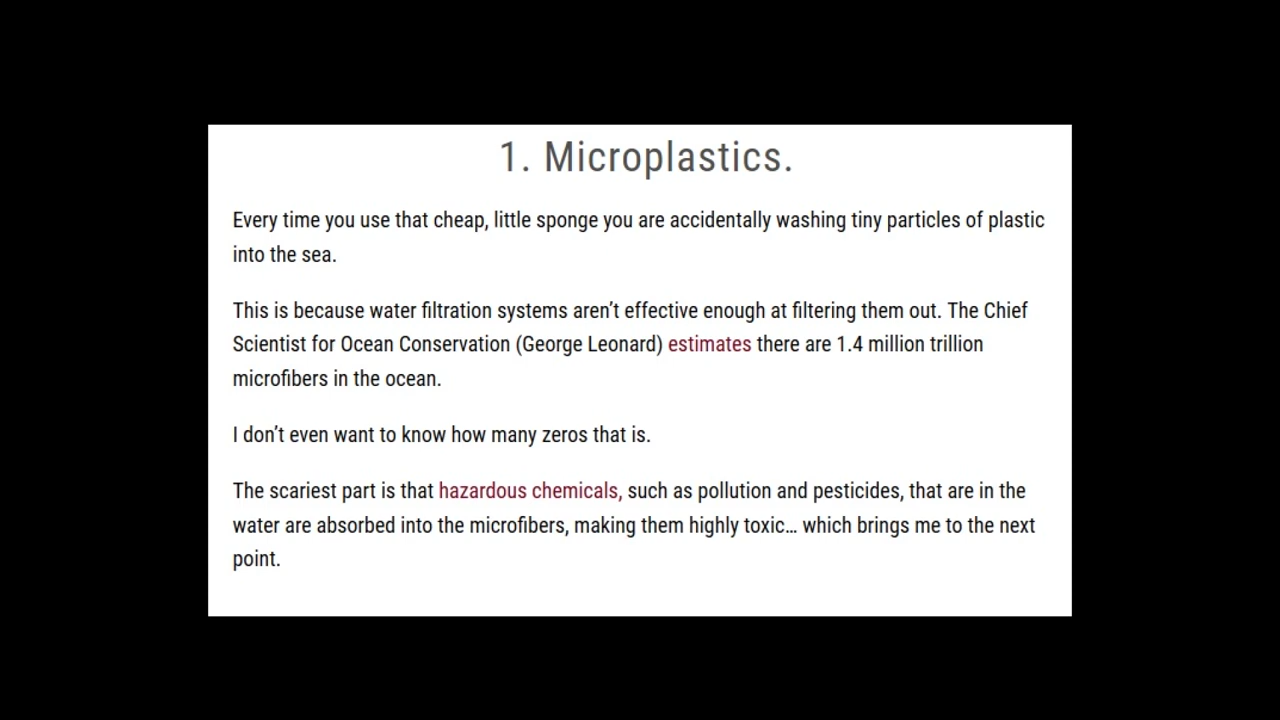 1. Microplastics.
Every time you use that cheap, little sponge you are accidentally washing tiny particles of plastic
into the sea.
This is because water filtration systems aren’t effective enough at filtering them out. The Chief
Scientist for Ocean Conservation (George Leonard) estimates there are 1.4 million trillion
microfibers in the ocean.
I don’t even want to know how many zeros that is.
The scariest part is that hazardous chemicals, such as pollution and pesticides, that are in the
water are absorbed into the microfibers, making them highly toxic… which brings me to the next
point.